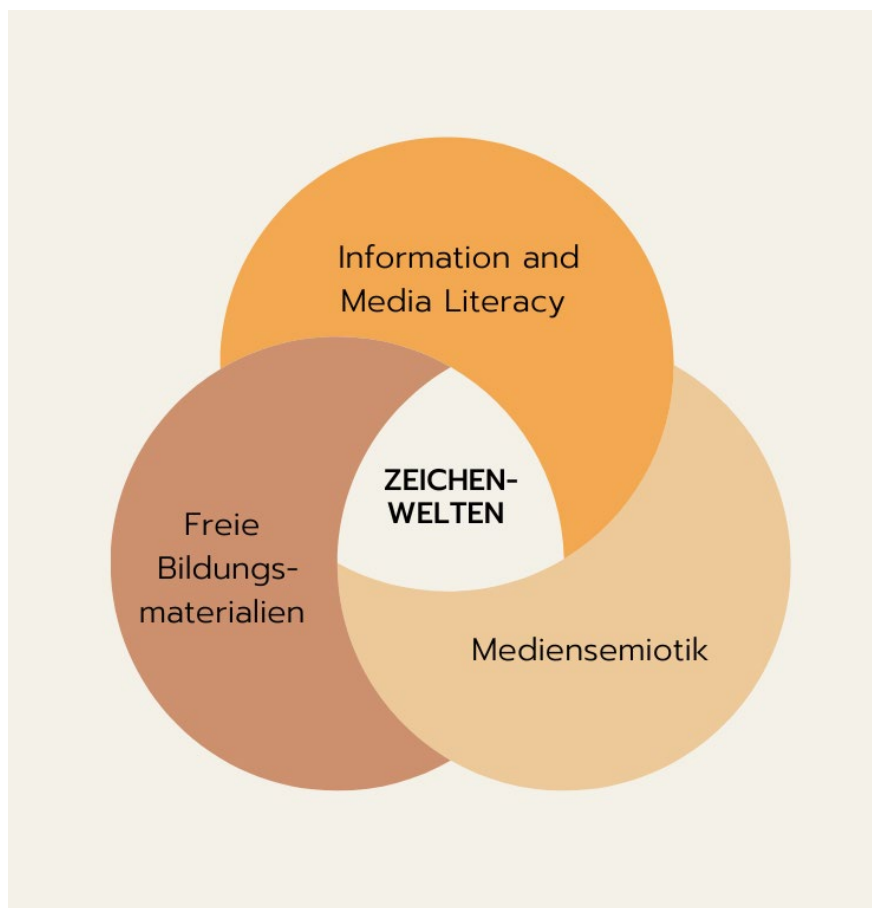 Information and
Media Literacy
ZEICHEN-
WELTEN
Freie
Bildungs-
materialien
Mediensemiotik